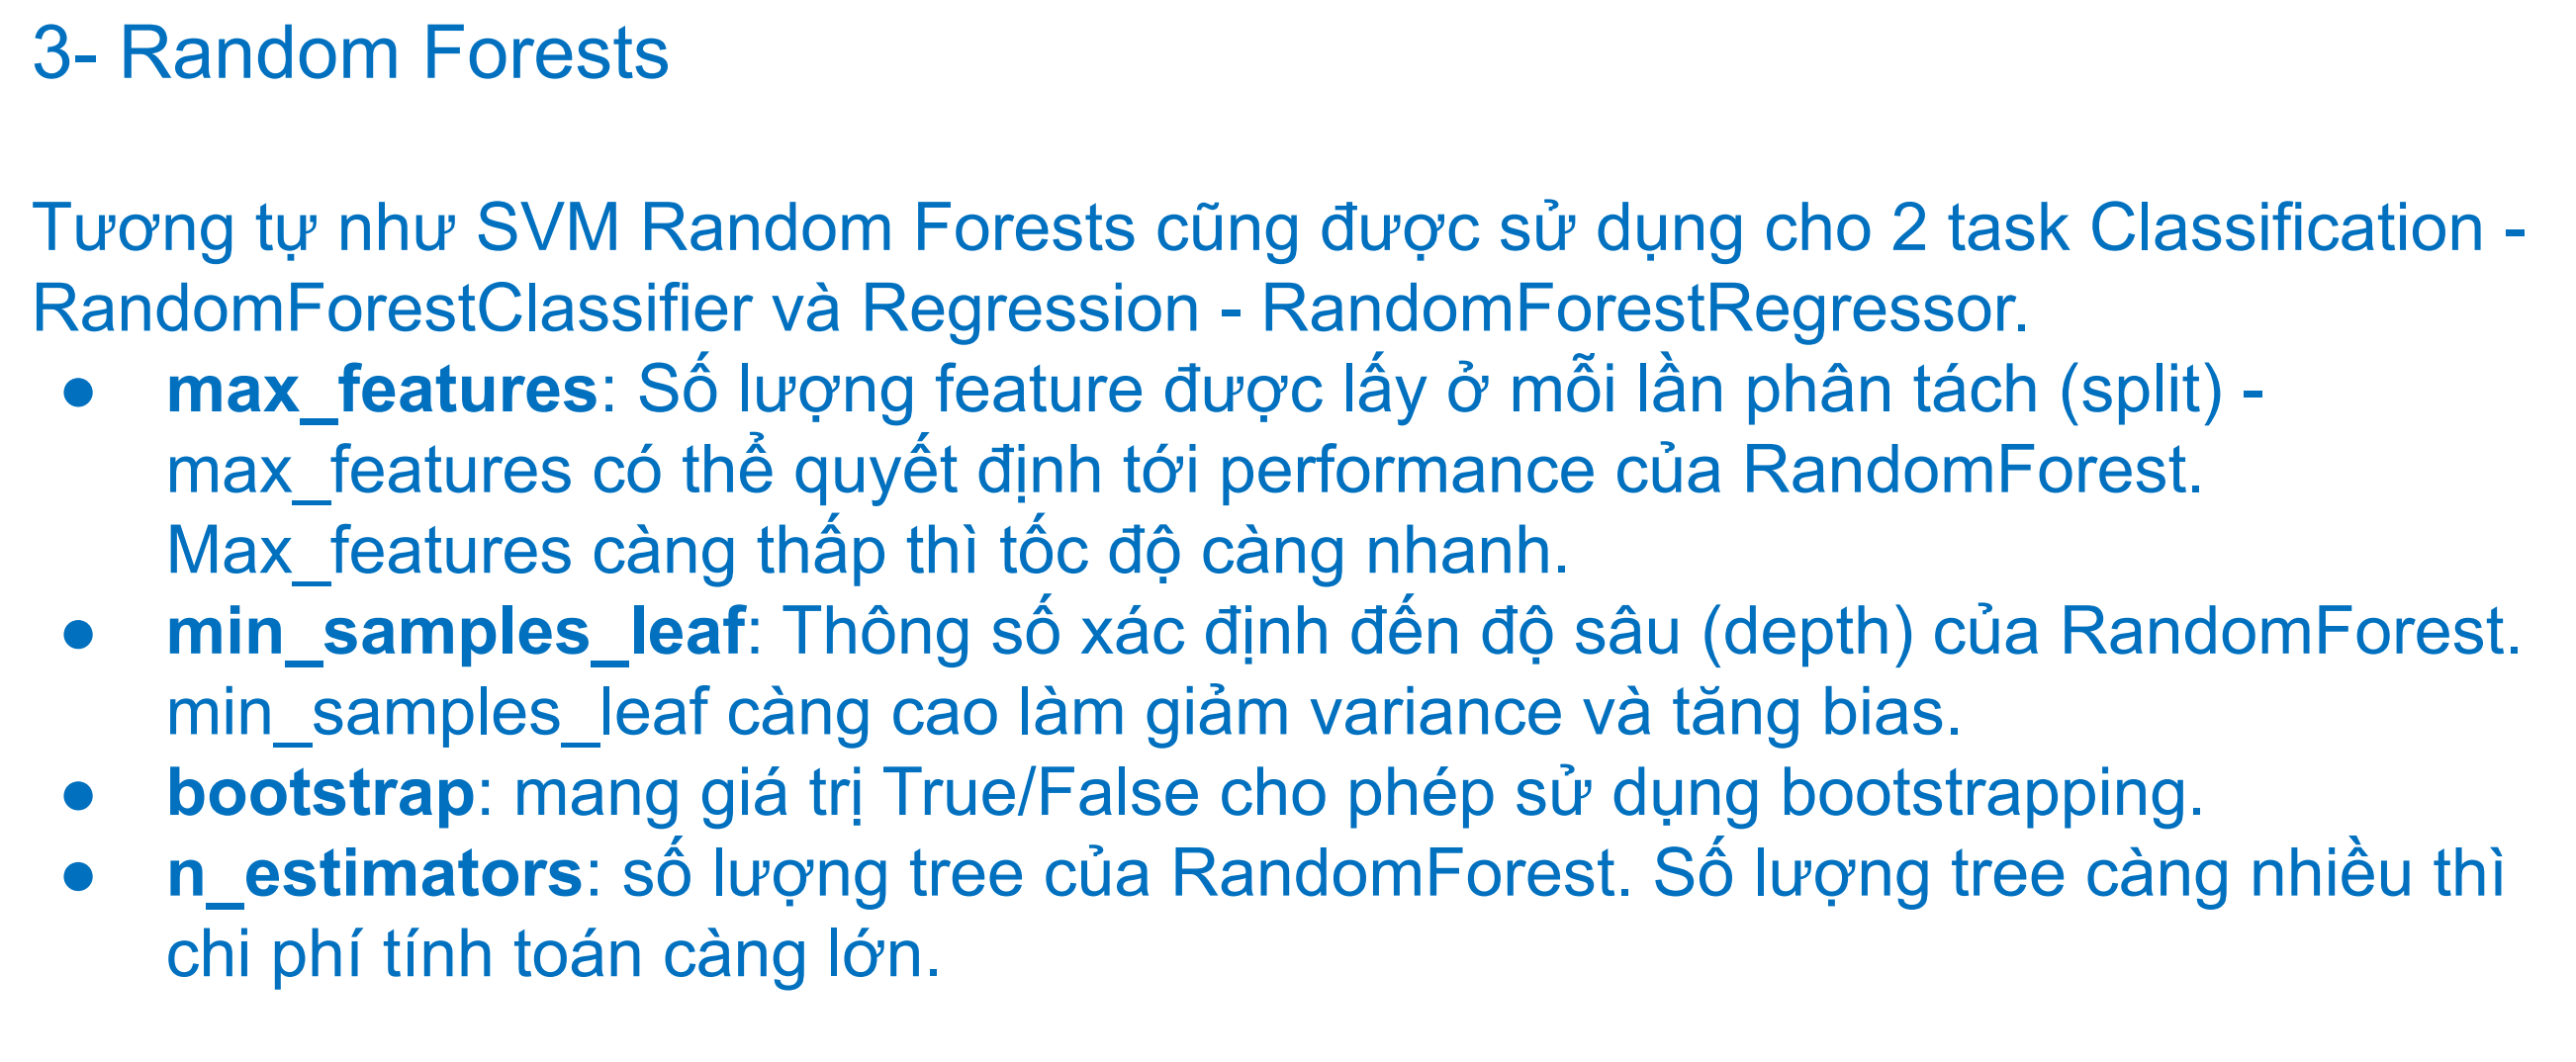 3- Random Forests
Tương tự như SVM Random Forests cũng được sử dụng cho 2 task Classification -
RandomForestClassifier và Regression - RandomForestRegressor.
● max_features: Số lượng feature được lấy ở mỗi lần phân tách (split) -
max_features có thể quyết định tới performance của RandomForest.
Max_features càng thấp thì tốc độ càng nhanh.
● min_samples_leaf: Thông số xác định đến độ sâu (depth) của RandomForest.
min_samples_leaf càng cao làm giảm variance và tăng bias.
● bootstrap: mang giá trị True/False cho phép sử dụng bootstrapping.
● n_estimators: số lượng tree của RandomForest. Số lượng tree càng nhiều thì
chi phí tính toán càng lớn.